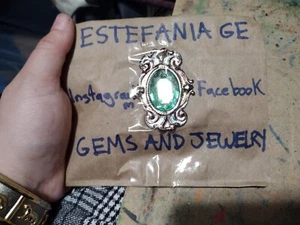 ESTEFANIA GE
Instagram Facebook
GEMS AND JEWELRY